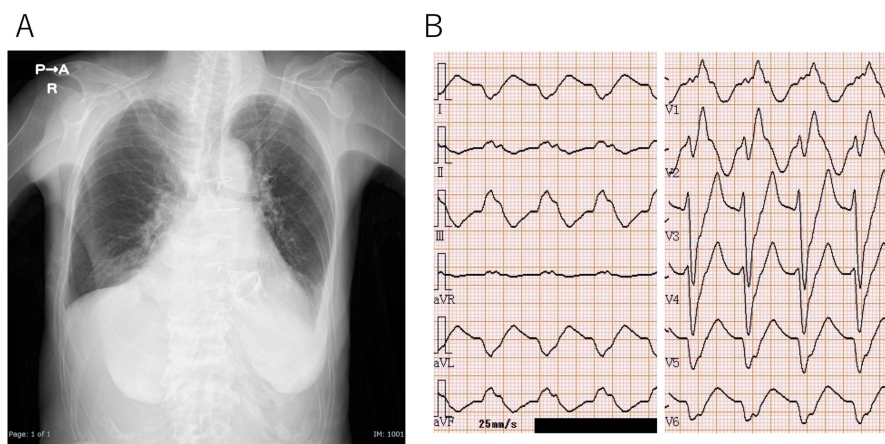 A
B
P→A
R
Page: 1 of 1
IM: 1001
I
II
III
aVR
aVL
aVF
25mm/s
V1
V2
V3
V4
V5
V6